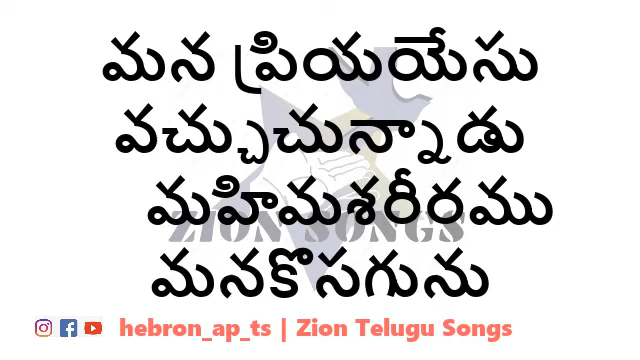 మన ప్రియయేసు
వచ్చుచున్నాడు
మహిమశరీరము
మనకొసగును
ZION SONGS
hebron_ap_ts | Zion Telugu Songs